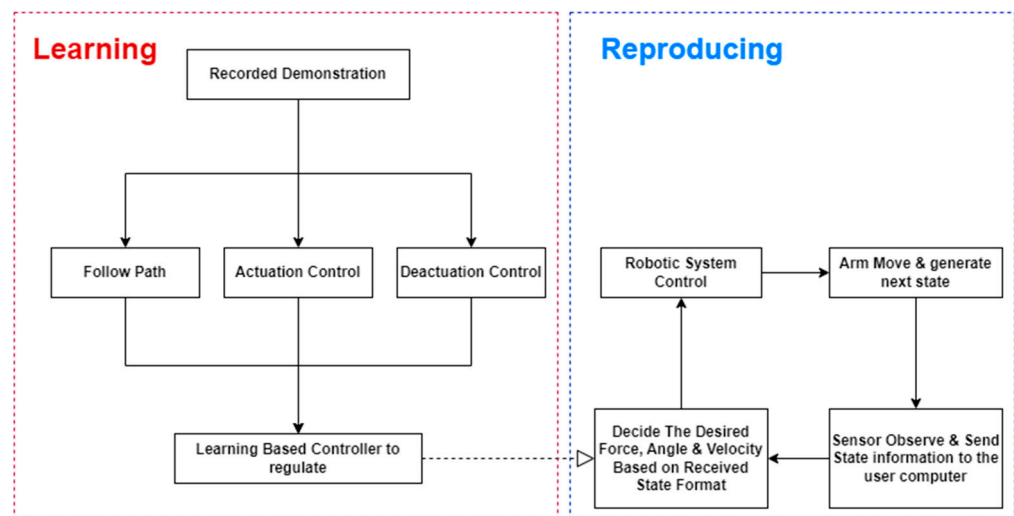 Learning
Reproducing
Recorded Demonstration
Follow Path
Actuation Control
Deactuation Control
Learning Based Controller to
regulate
Robotic System
Control
Arm Move & generate
next state
Decide The Desired
Force, Angle & Velocity
Based on Received
State Format
Sensor Observe & Send
State information to the
user computer